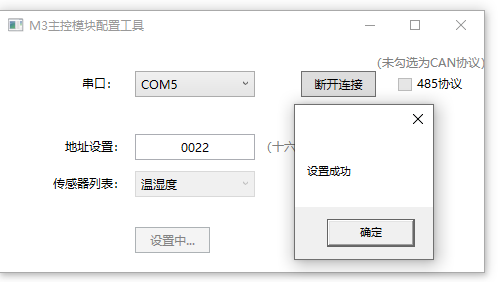 M3主控模块配置工具
(未勾选为CAN协议)
串口： COM5 断开连接 485协议
地址设置： 0022 (十六
传感器列表： 温湿度
设置成功
确定
设置中...